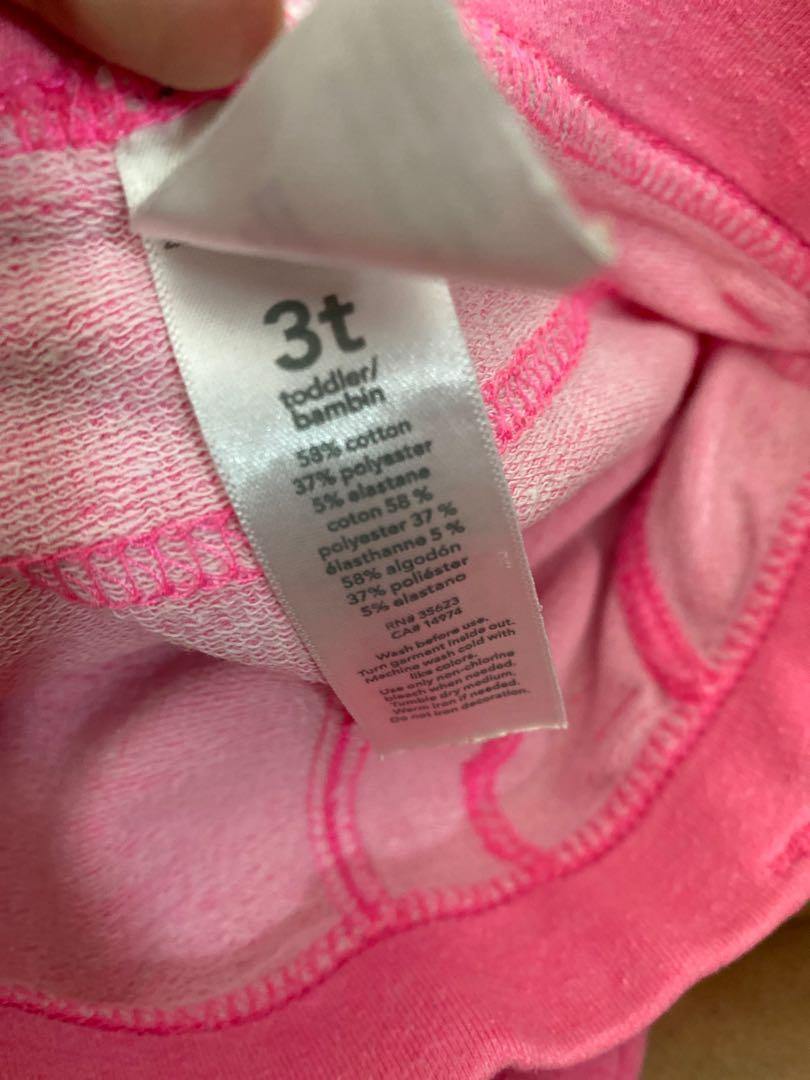 3t
toddler/
bambin
58% cotton
37% polyester
5% elastane
coton 58 %
polyester 37 %
élasthanne 5 %
58% algodón
37% poliéster
5% elastano
RN# 35623
CA# 14974
Wash before use.
Turn garment inside out.
Machine wash cold with
like colors.
Use only non-chlorine
bleach when needed.
Tumble dry medium.
Warm iron if needed.
Do not iron decoration.